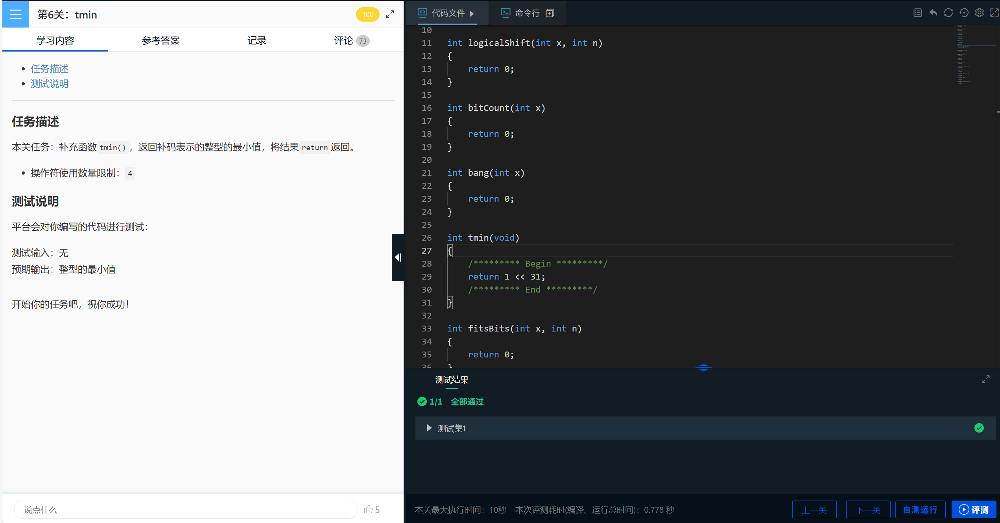 第6关：tmin
100
学习内容
参考答案
记录
评论 73
任务描述
测试说明
任务描述
本关任务：补充函数 tmin()，返回补码表示的整型的最小值，将结果 return 返回。
操作符使用数量限制： 4
测试说明
平台会对你编写的代码进行测试：
测试输入：无
预期输出：整型的最小值
开始你的任务吧，祝你成功！
说点什么
5
代码文件
命令行
10
11 int logicalShift(int x, int n)
12 {
13     return 0;
14 }
15
16 int bitCount(int x)
17 {
18     return 0;
19 }
20
21 int bang(int x)
22 {
23     return 0;
24 }
25
26 int tmin(void)
27 {
28     /********* Begin *********/
29     return 1 << 31;
30     /********* End *********/
31 }
32
33 int fitsBits(int x, int n)
34 {
35     return 0;
36 }
测试结果
1/1 全部通过
测试集1
本关最大执行时间：10秒 本次评测耗时(编译、运行总时间)：0.778 秒
上一关
下一关
自测运行
评测